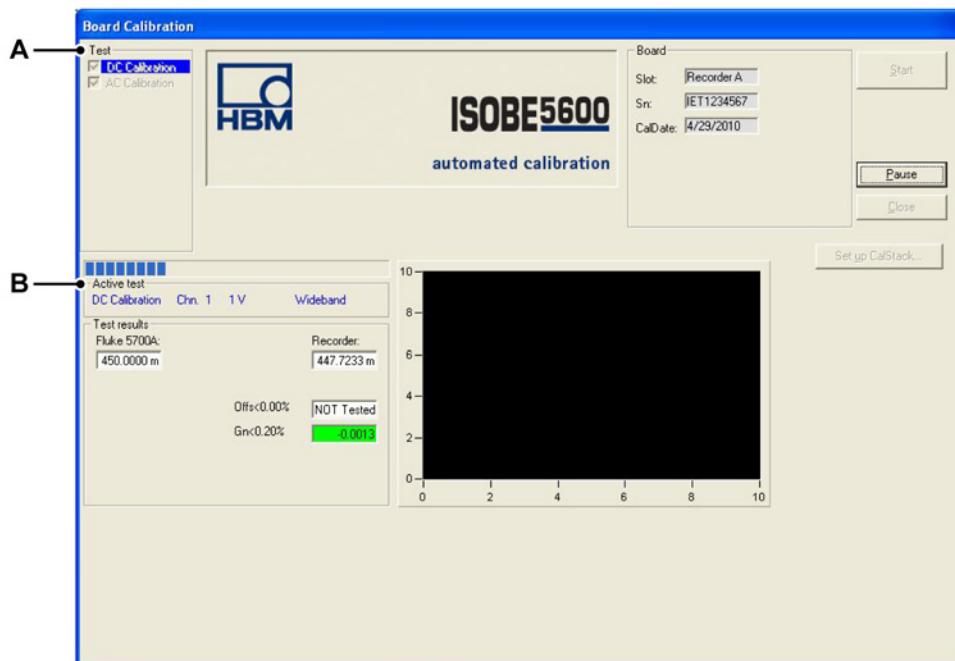 Board Calibration
A
Test
DC Calibration
AC Calibration
HBM
ISOBE5600
automated calibration
Board
Slot: Recorder A
Sn: IET1234567
CalDate: 4/29/2010
Start
Pause
Close
Set up CalStack...
B
Active test
DC Calibration Chn. 1 1 V Wideband
Test results
Fluke 5700A: Recorder:
450.0000 m 447.7233 m
Offs<0.00% NOT Tested
Gn<0.20% -0.0013
10
8
6
4
2
0
0 2 4 6 8 10